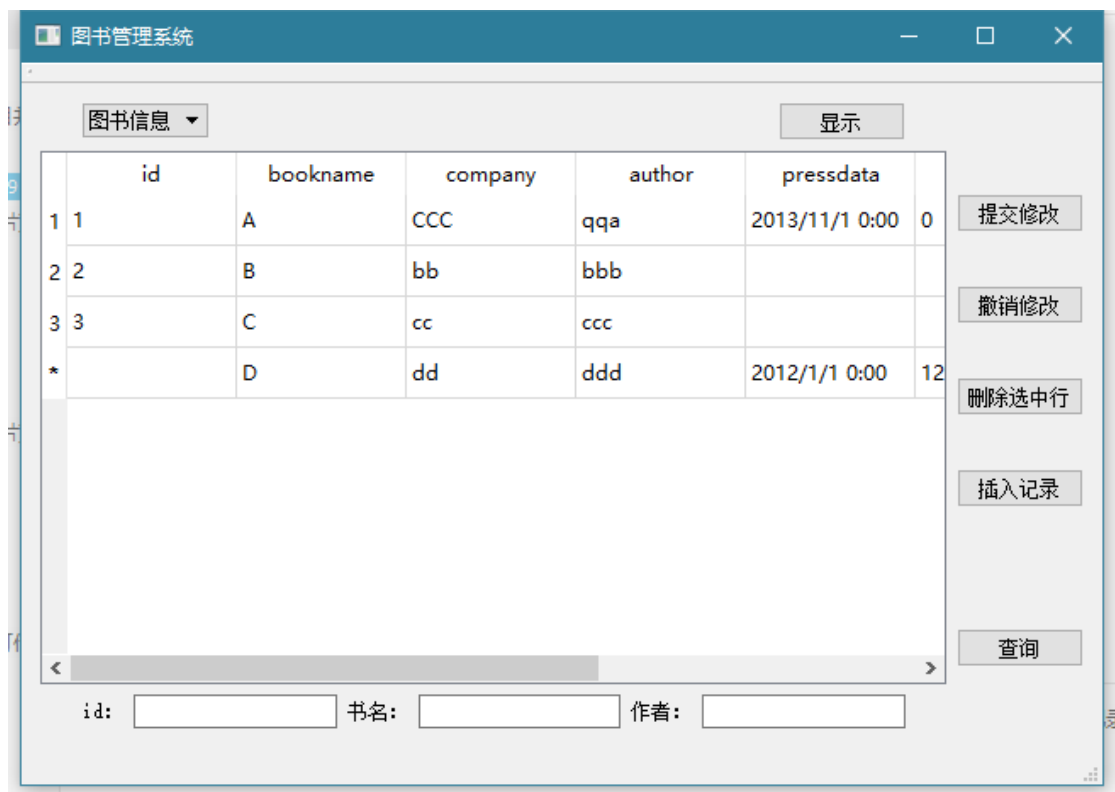 图书管理系统
图书信息 显示
id bookname company author pressdata
1 1 A CCC qqa 2013/11/1 0:00 0
提交修改
2 2 B bb bbb
撤销修改
3 3 C cc ccc
* D dd ddd 2012/1/1 0:00 12
删除选中行
插入记录
查询
id: 书名: 作者: